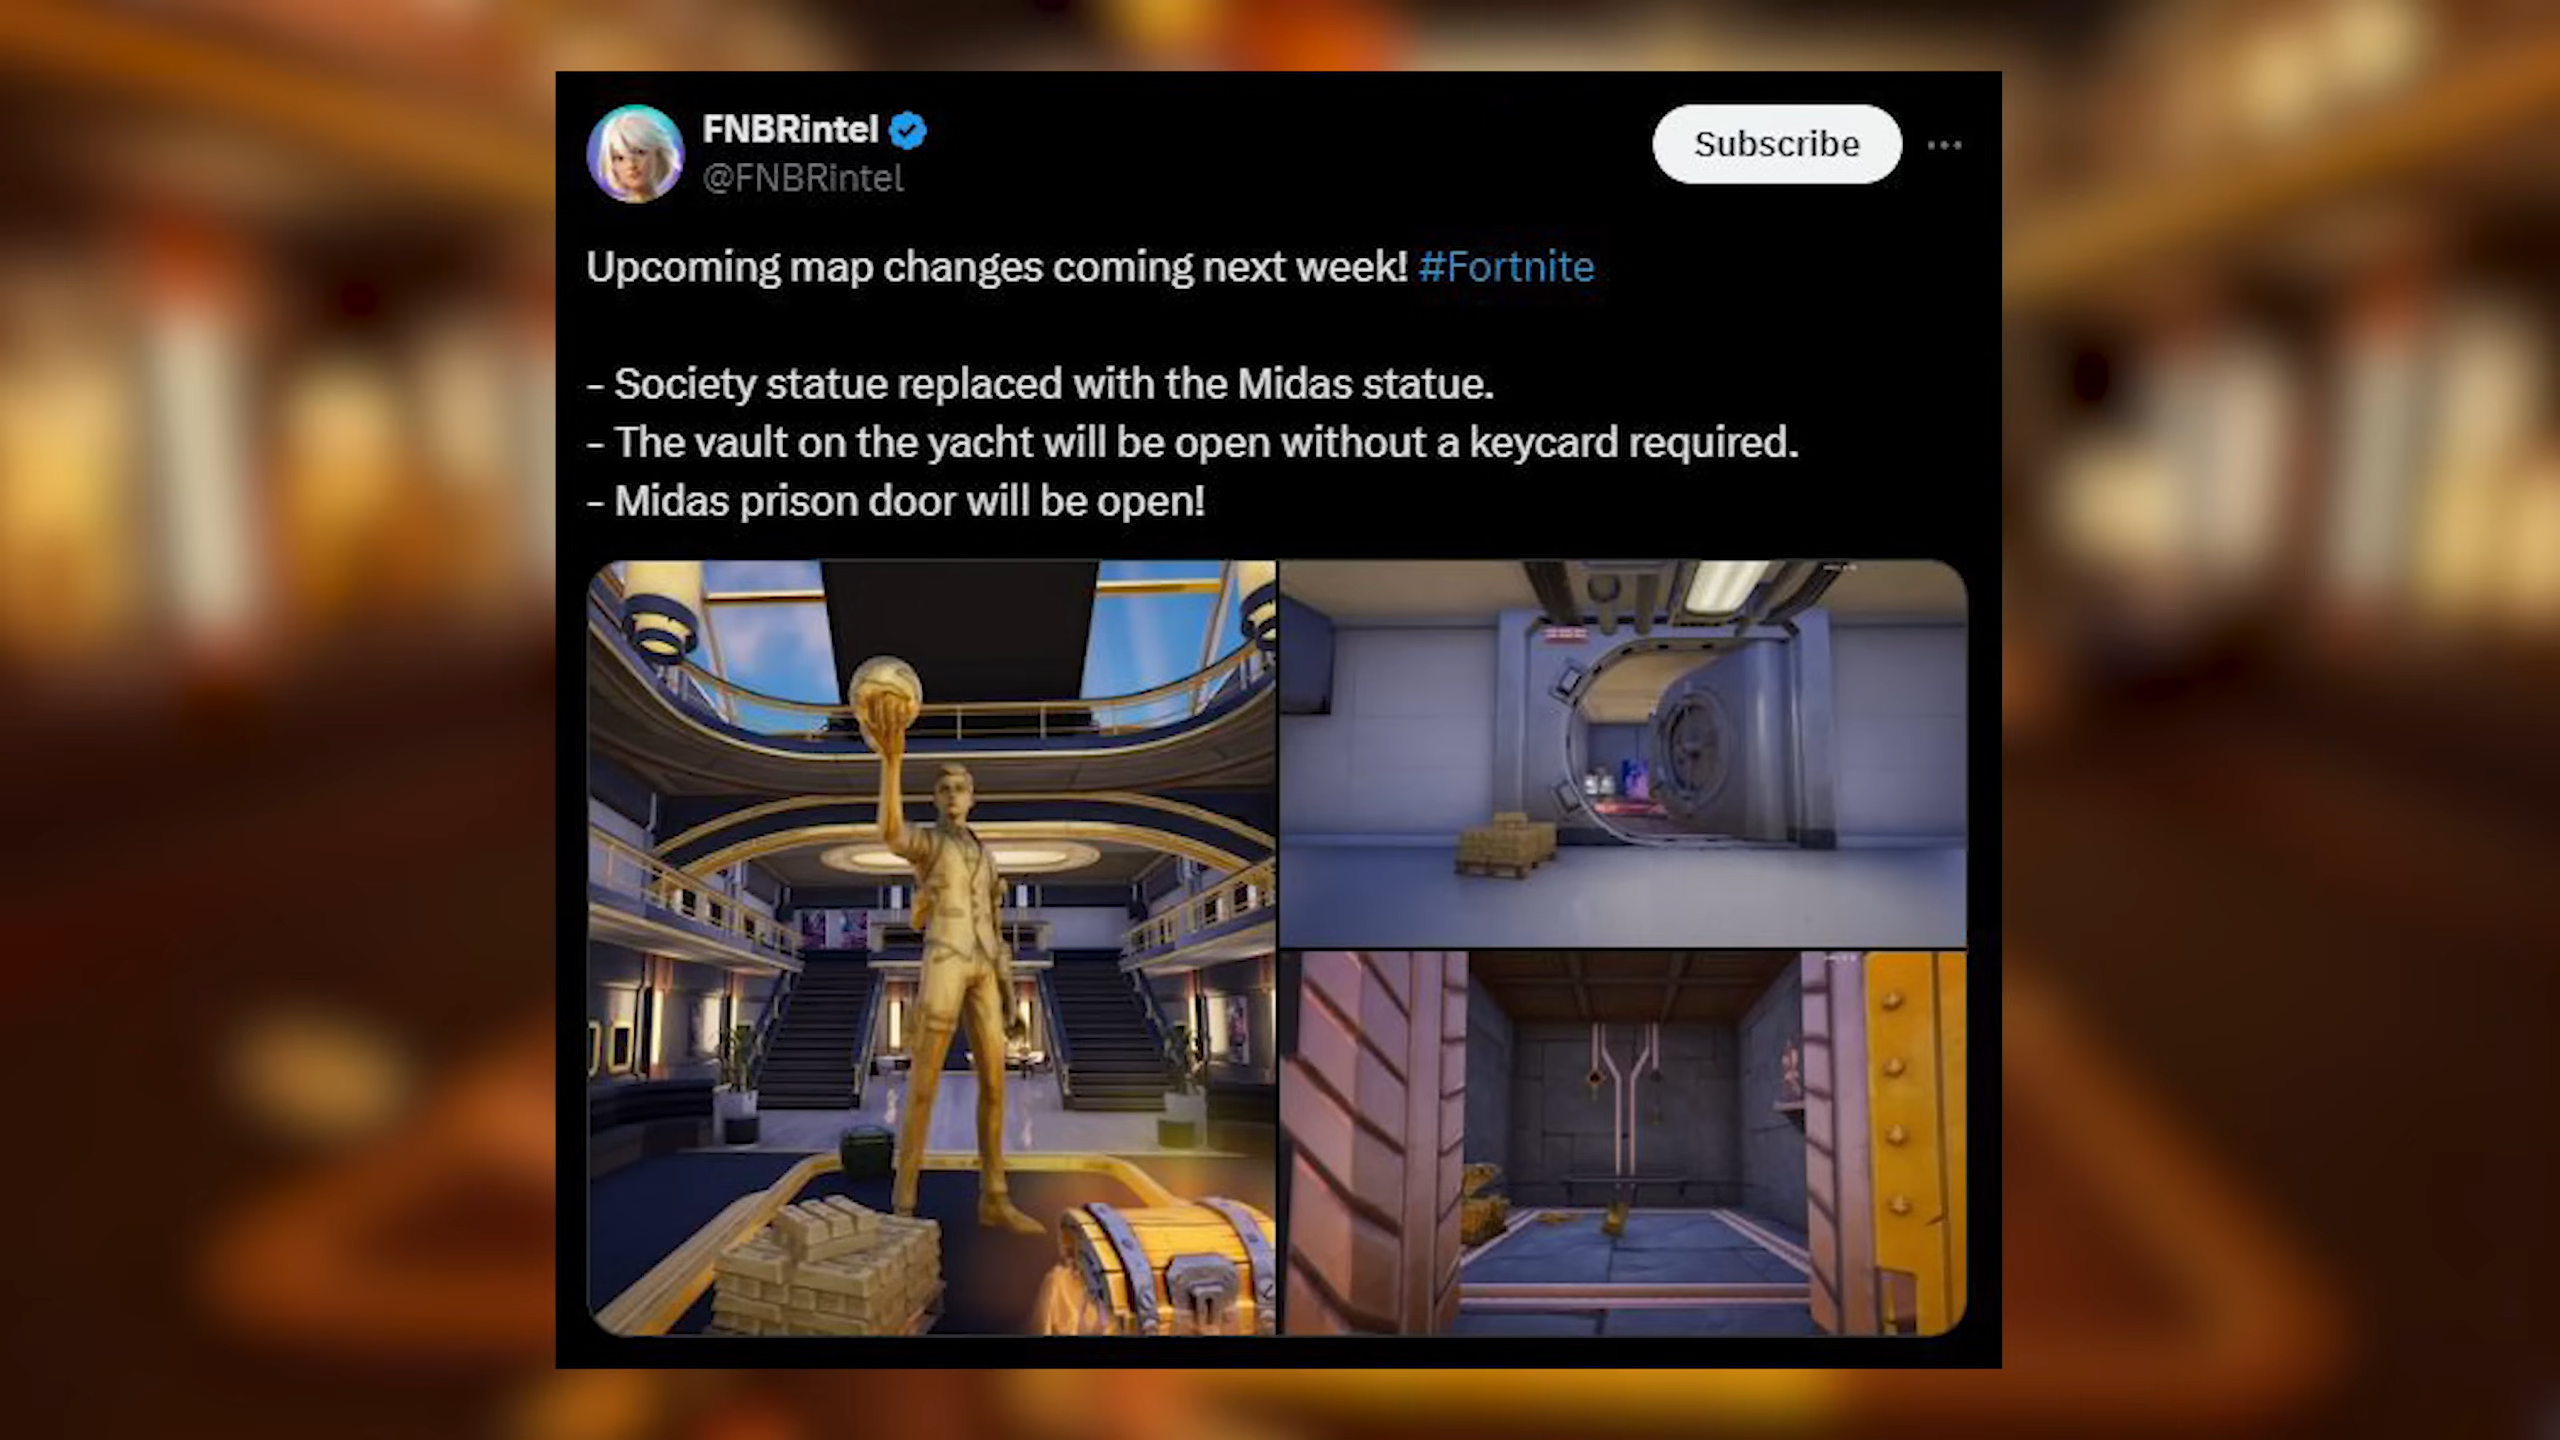 FNBRintel
@FNBRintel
Subscribe
Upcoming map changes coming next week! #Fortnite
- Society statue replaced with the Midas statue.
- The vault on the yacht will be open without a keycard required.
- Midas prison door will be open!